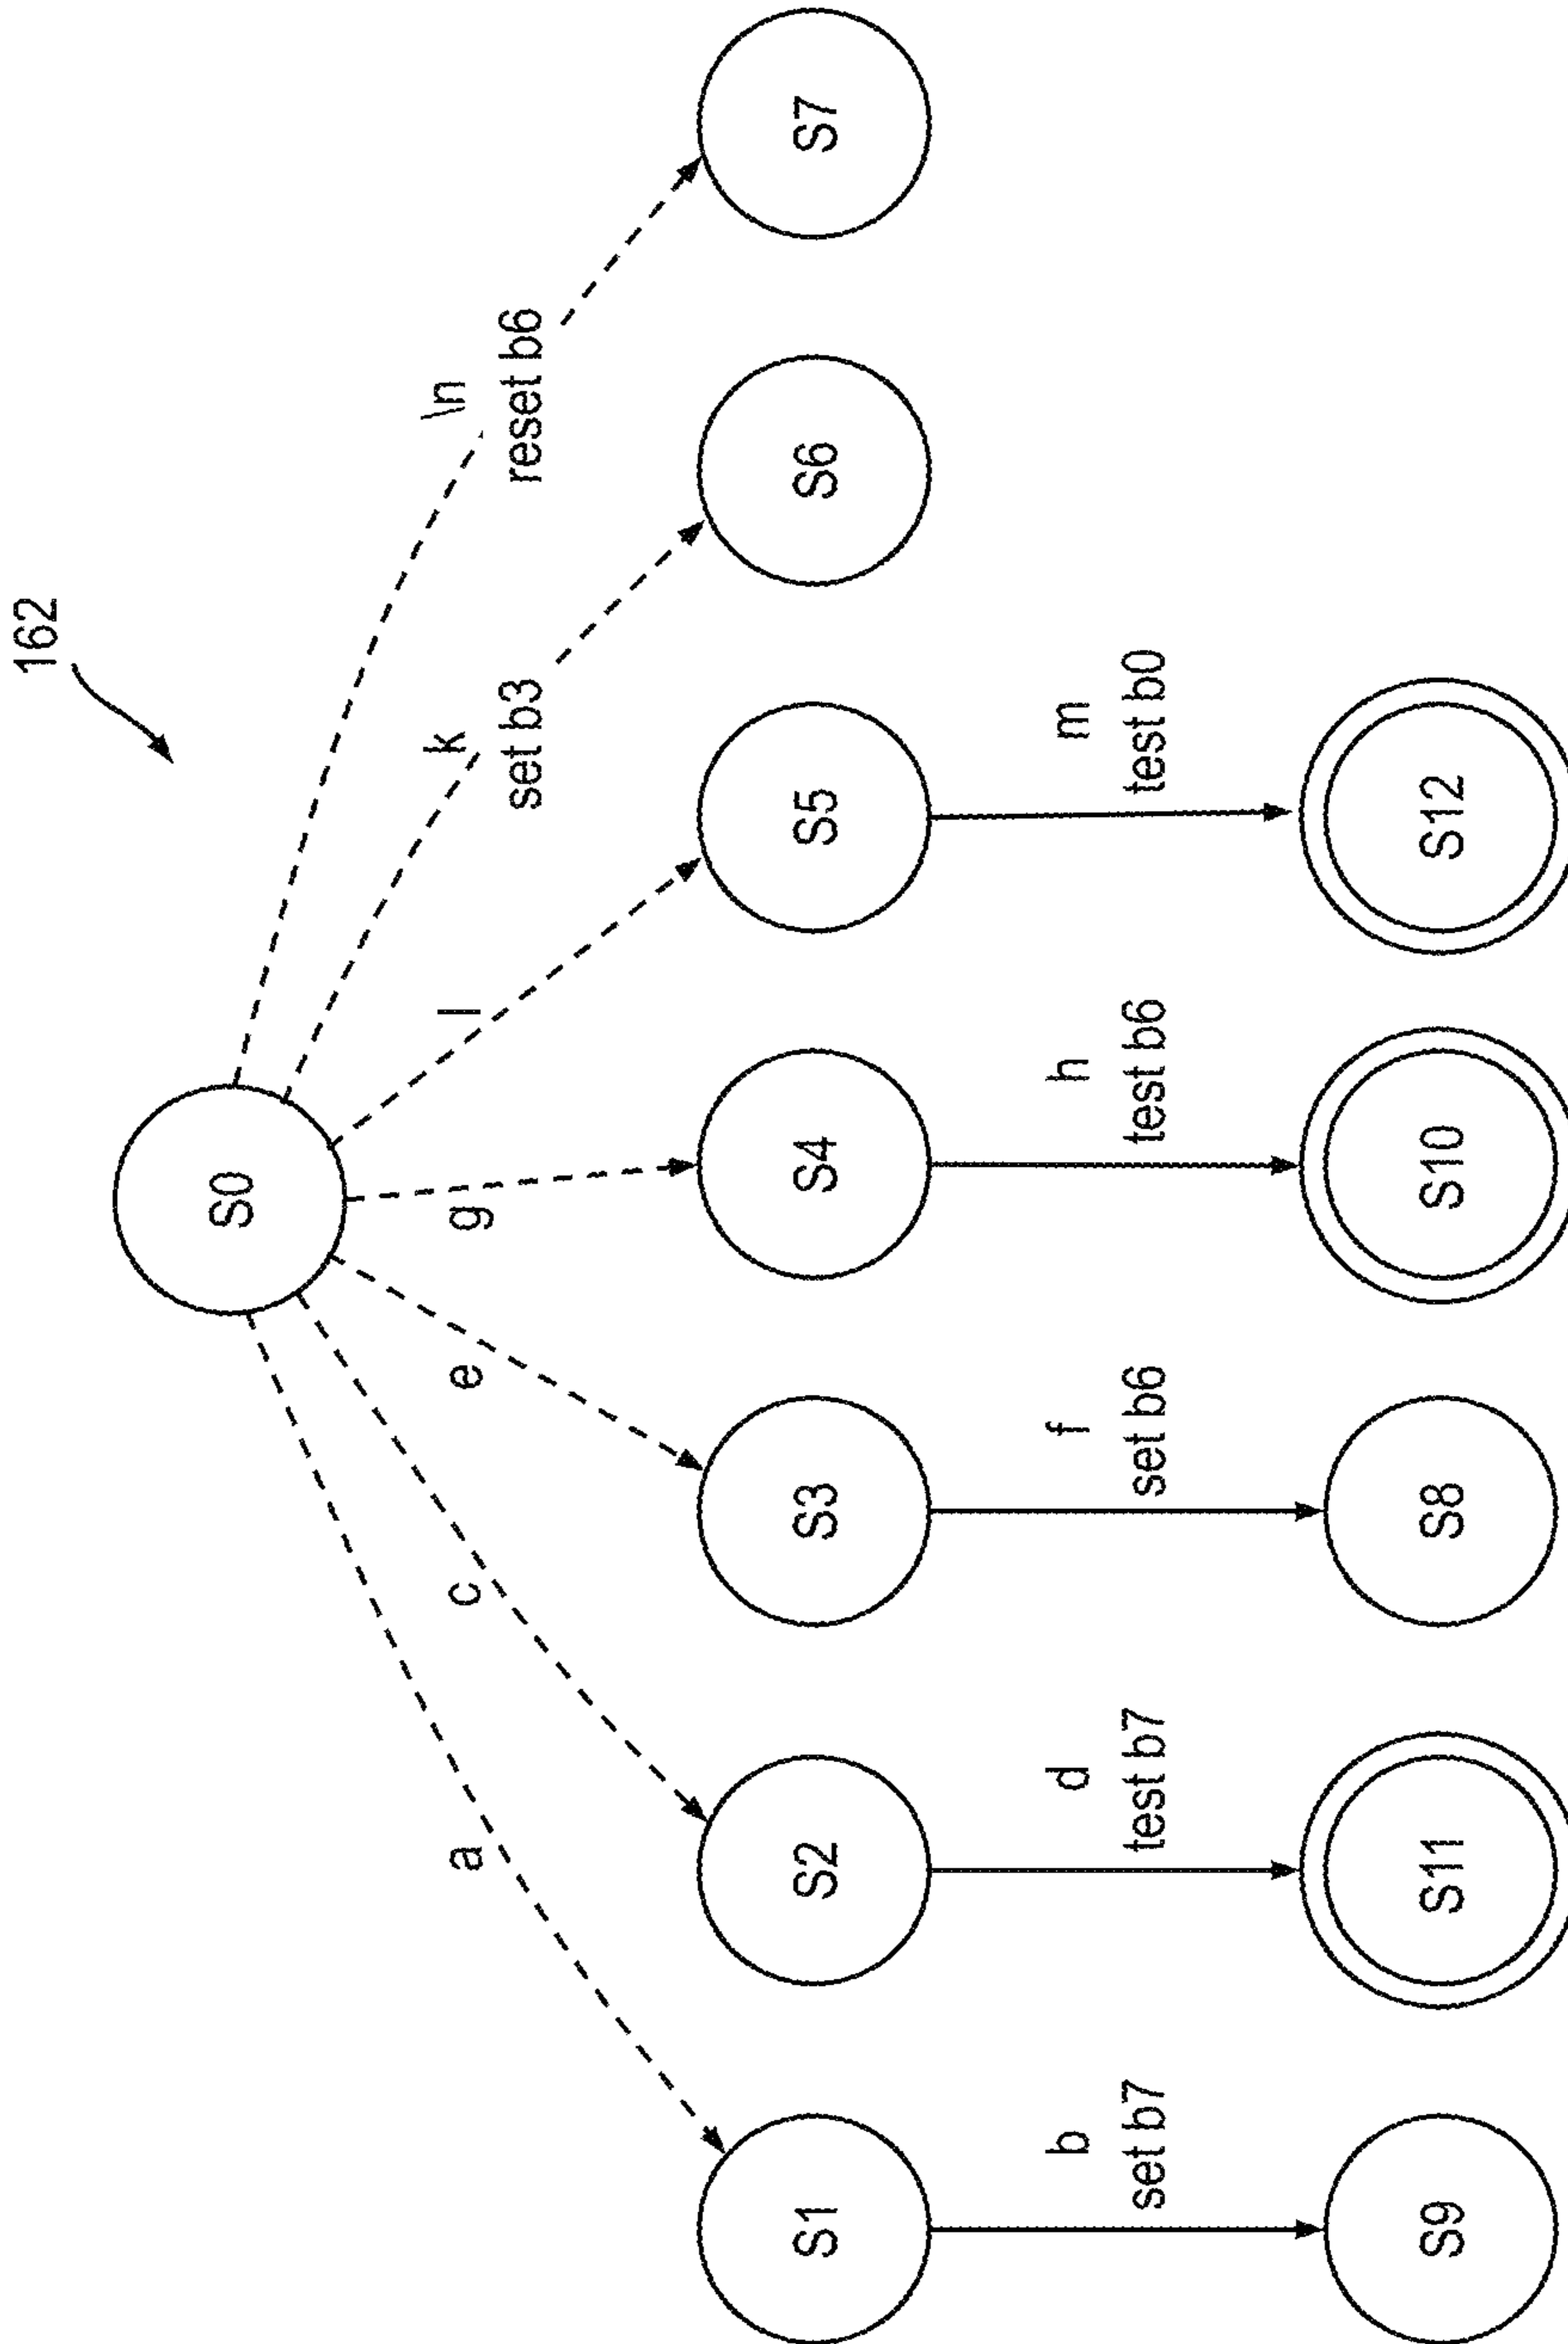 162
S0
a
c
e
g
l
k
set b3
\n
reset b6
S1
S2
S3
S4
S5
S6
S7
b
set b7
d
test b7
f
set b6
h
test b6
m
test b0
S9
S11
S8
S10
S12